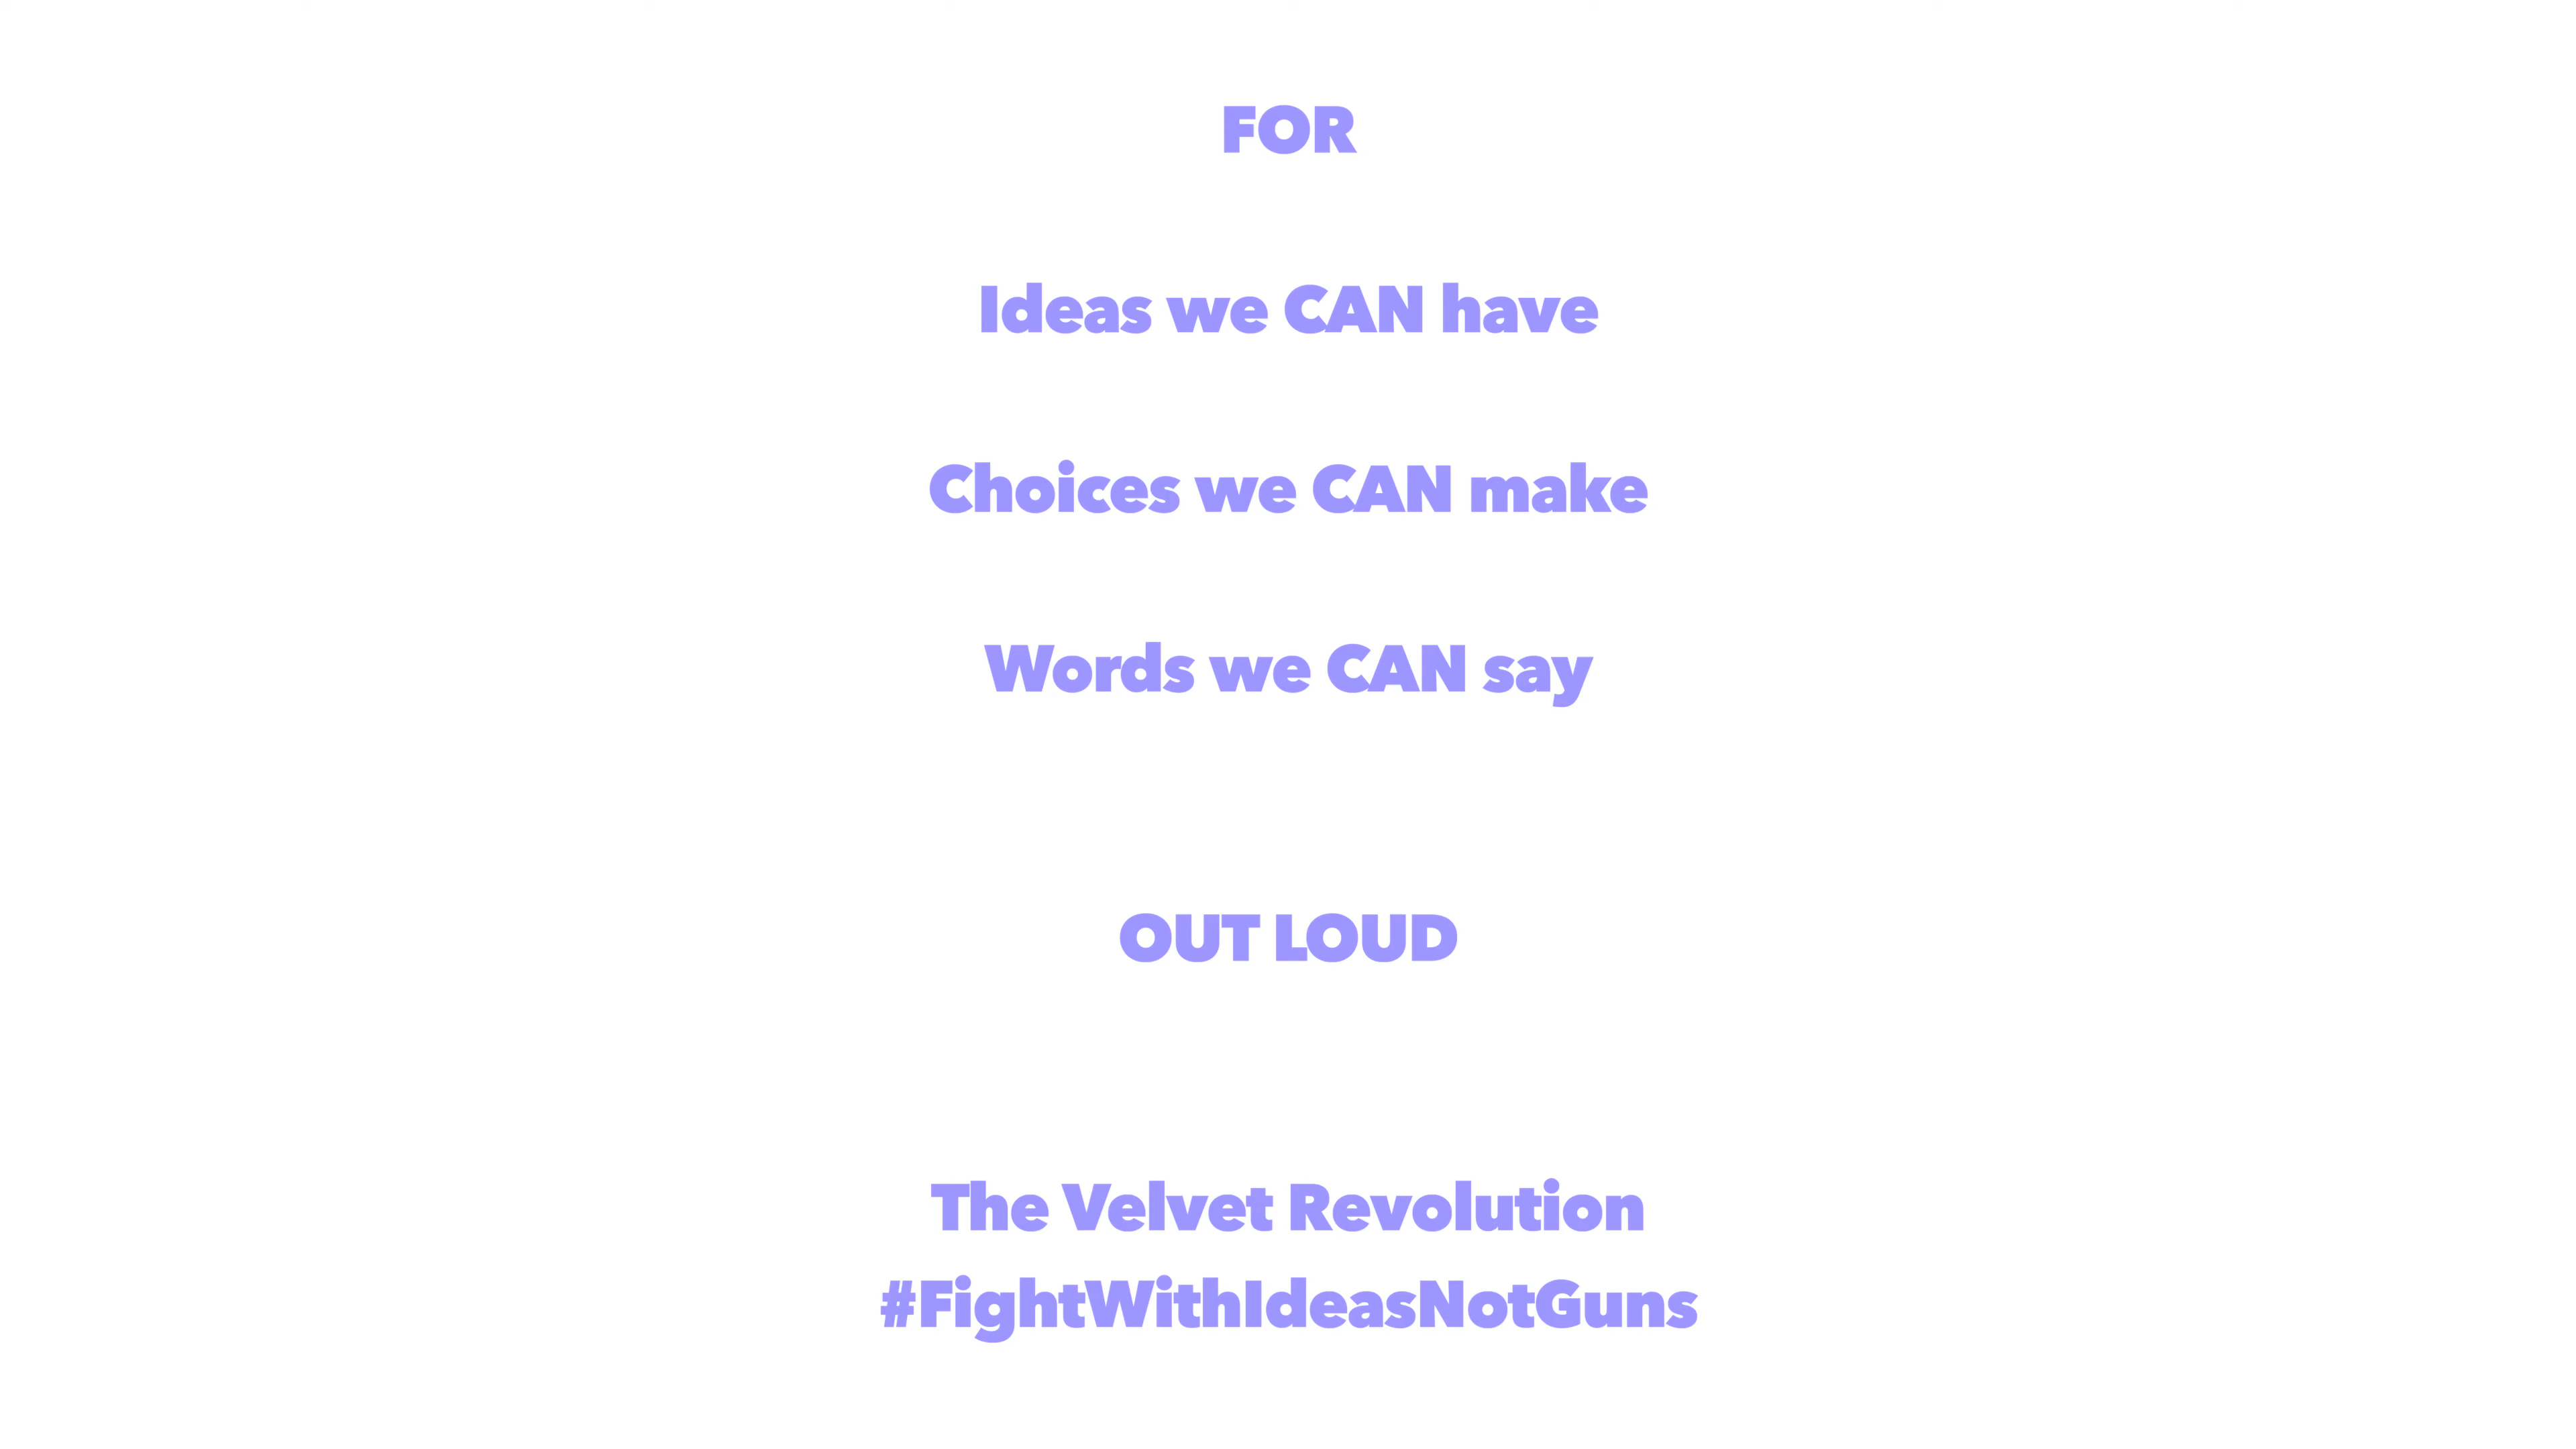 FOR
Ideas we CAN have
Choices we CAN make
Words we CAN say
OUT LOUD
The Velvet Revolution
#FightWithIdeasNotGuns